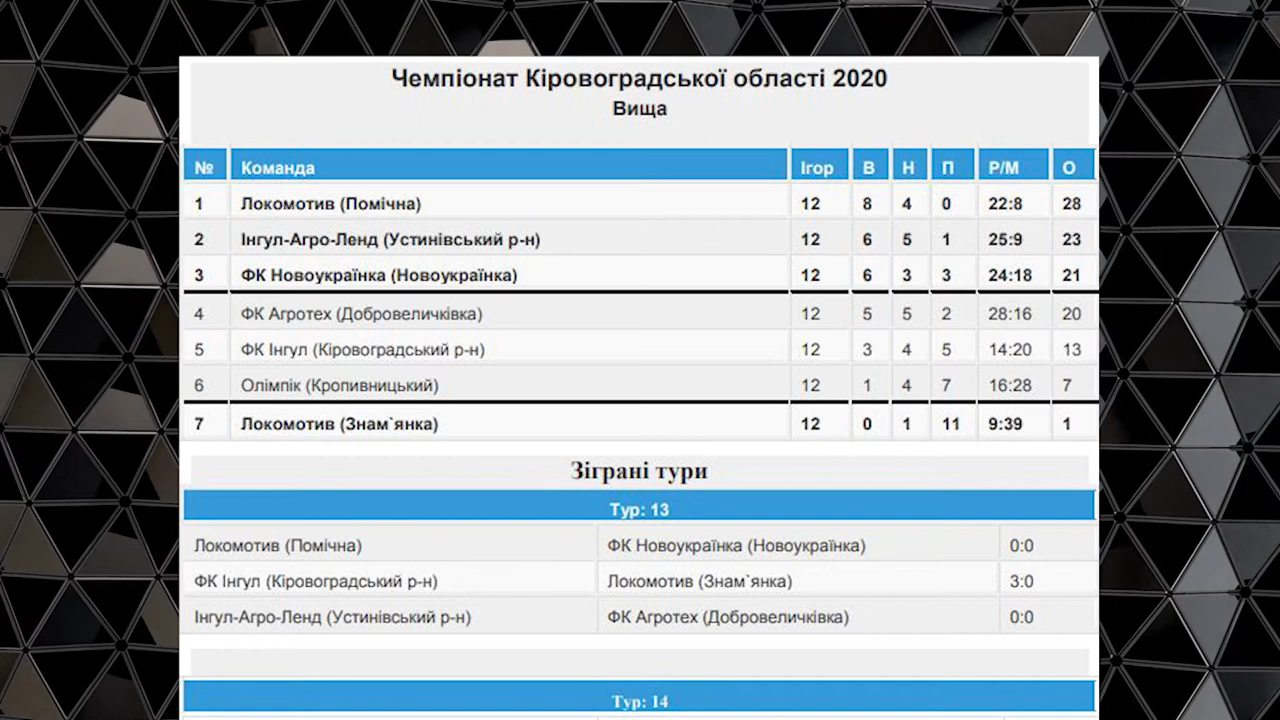 Чемпіонат Кіровоградської області 2020
Вища
№ Команда Ігор В Н П Р/М О
1 Локомотив (Помічна) 12 8 4 0 22:8 28
2 Інгул-Агро-Ленд (Устинівський р-н) 12 6 5 1 25:9 23
3 ФК Новоукраїнка (Новоукраїнка) 12 6 3 3 24:18 21
4 ФК Агротех (Добровеличківка) 12 5 5 2 28:16 20
5 ФК Інгул (Кіровоградський р-н) 12 3 4 5 14:20 13
6 Олімпік (Кропивницький) 12 1 4 7 16:28 7
7 Локомотив (Знам`янка) 12 0 1 11 9:39 1
Зіграні тури
Тур: 13
Локомотив (Помічна) ФК Новоукраїнка (Новоукраїнка) 0:0
ФК Інгул (Кіровоградський р-н) Локомотив (Знам`янка) 3:0
Інгул-Агро-Ленд (Устинівський р-н) ФК Агротех (Добровеличківка) 0:0
Тур: 14